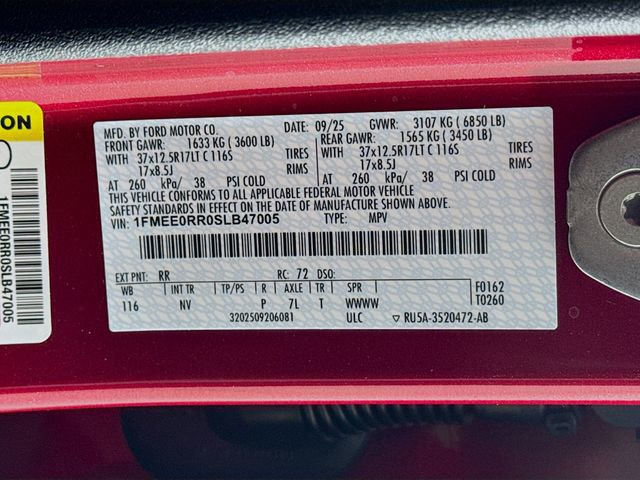 ON
1FMEE0RR0SLB47005
MFD. BY FORD MOTOR CO. DATE: 09/25 GVWR: 3107 KG ( 6850 LB)
FRONT GAWR: 1633 KG ( 3600 LB) REAR GAWR: 1565 KG ( 3450 LB)
WITH 37x12.5R17LT C 116S TIRES WITH 37x12.5R17LT C 116S TIRES
17x8.5J RIMS 17x8.5J RIMS
AT 260 kPa/ 38 PSI COLD AT 260 kPa/ 38 PSI COLD
THIS VEHICLE CONFORMS TO ALL APPLICABLE FEDERAL MOTOR VEHICLE
SAFETY STANDARDS IN EFFECT ON THE DATE OF MANUFACTURE SHOWN ABOVE.
VIN: 1FMEE0RR0SLB47005 TYPE: MPV
EXT PNT: RR RC: 72 DSO:
WB INT TR TP/PS R AXLE TR SPR F0162
116 NV P 7L T WWWW T0260
3202509206081 ULC ▽ RU5A-3520472-AB